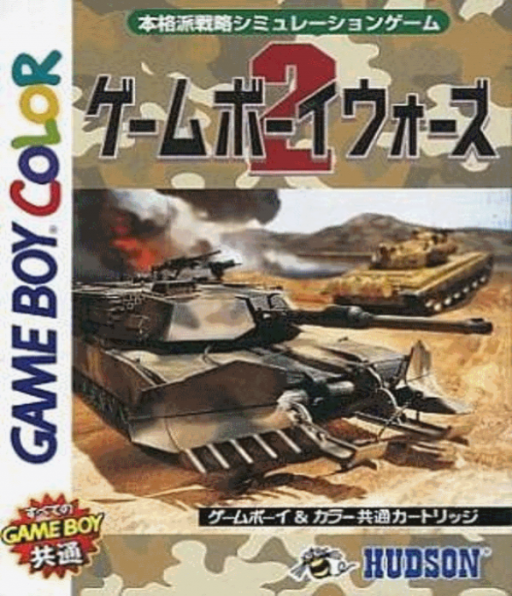 本格派戦略シミュレーションゲーム
ゲームボーイウォーズ
2
GAME BOY COLOR
ゲームボーイ&カラー共通カートリッジ
すべての
GAME BOY
共通
HUDSON